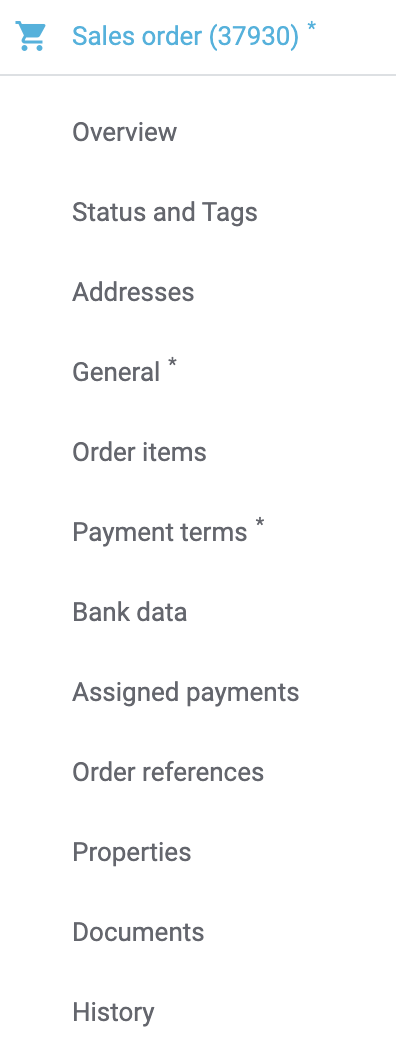 Sales order (37930) *
Overview
Status and Tags
Addresses
General *
Order items
Payment terms *
Bank data
Assigned payments
Order references
Properties
Documents
History